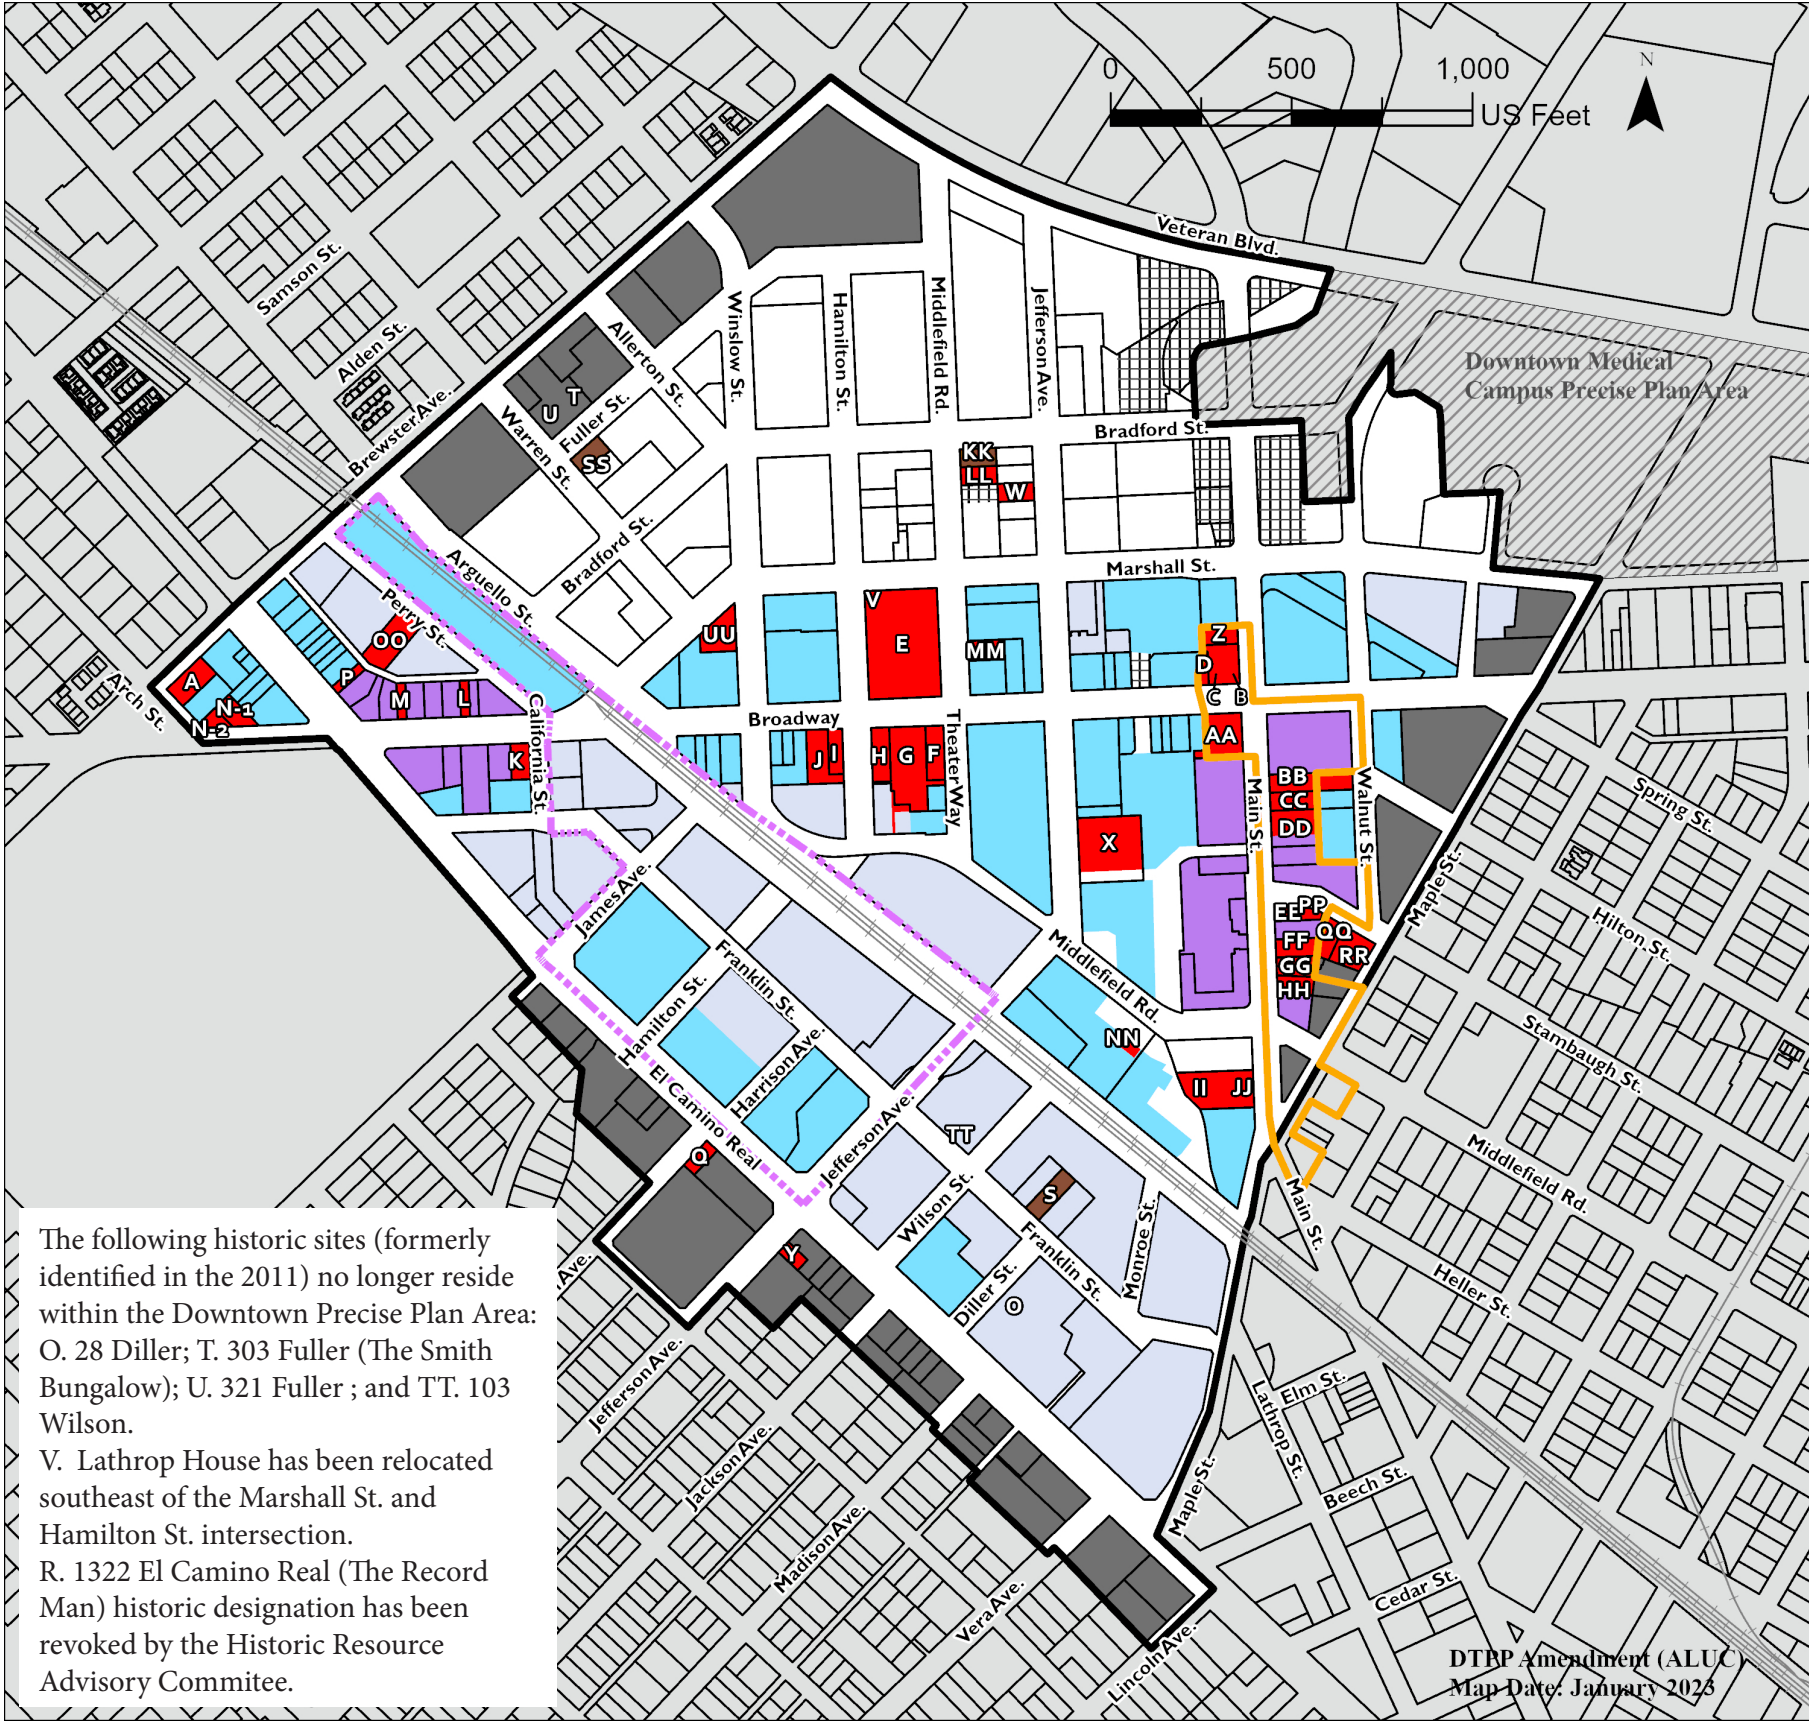 0 500 1,000
US Feet
N
Veteran Blvd.
Samson St.
Alden St.
Brewster Ave.
Arch St.
Winslow St.
Hamilton St.
Middlefield Rd.
Jefferson Ave.
Allerton St.
Fuller St.
Warren St.
Bradford St.
Bradford St.
Downtown Medical
Campus Precise Plan Area
T
U
SS
KK
LL
W
Arguello St.
Perry St.
Marshall St.
OO
UU
V
E
MM
Z
D
C B
A
P
N-1
N-2
M
L
K
California St.
Broadway
Theater Way
J
I
H
G
F
AA
BB
CC
DD
X
Main St.
Walnut St.
Spring St.
Maple St.
EE
PP
QQ
FF
RR
GG
HH
Hilton St.
Stambaugh St.
James Ave.
Franklin St.
Hamilton St.
Harrison Ave.
El Camino Real
Jefferson Ave.
Middlefield Rd.
NN
II
JJ
Q
TT
S
Y
O
Wilson St.
Diller St.
Franklin St.
Monroe St.
Main St.
Middlefield Rd.
Heller St.
Elm St.
Lathrop St.
Beech St.
Cedar St.
Maple St.
Ave.
Jefferson Ave.
Jackson Ave.
Madison Ave.
Vera Ave.
Lincoln Ave.
The following historic sites (formerly
identified in the 2011) no longer reside
within the Downtown Precise Plan Area:
O. 28 Diller; T. 303 Fuller (The Smith
Bungalow); U. 321 Fuller ; and TT. 103
Wilson.
V. Lathrop House has been relocated
southeast of the Marshall St. and
Hamilton St. intersection.
R. 1322 El Camino Real (The Record
Man) historic designation has been
revoked by the Historic Resource
Advisory Commitee.
DTPP Amendment (ALUC)
Map Date: January 2023